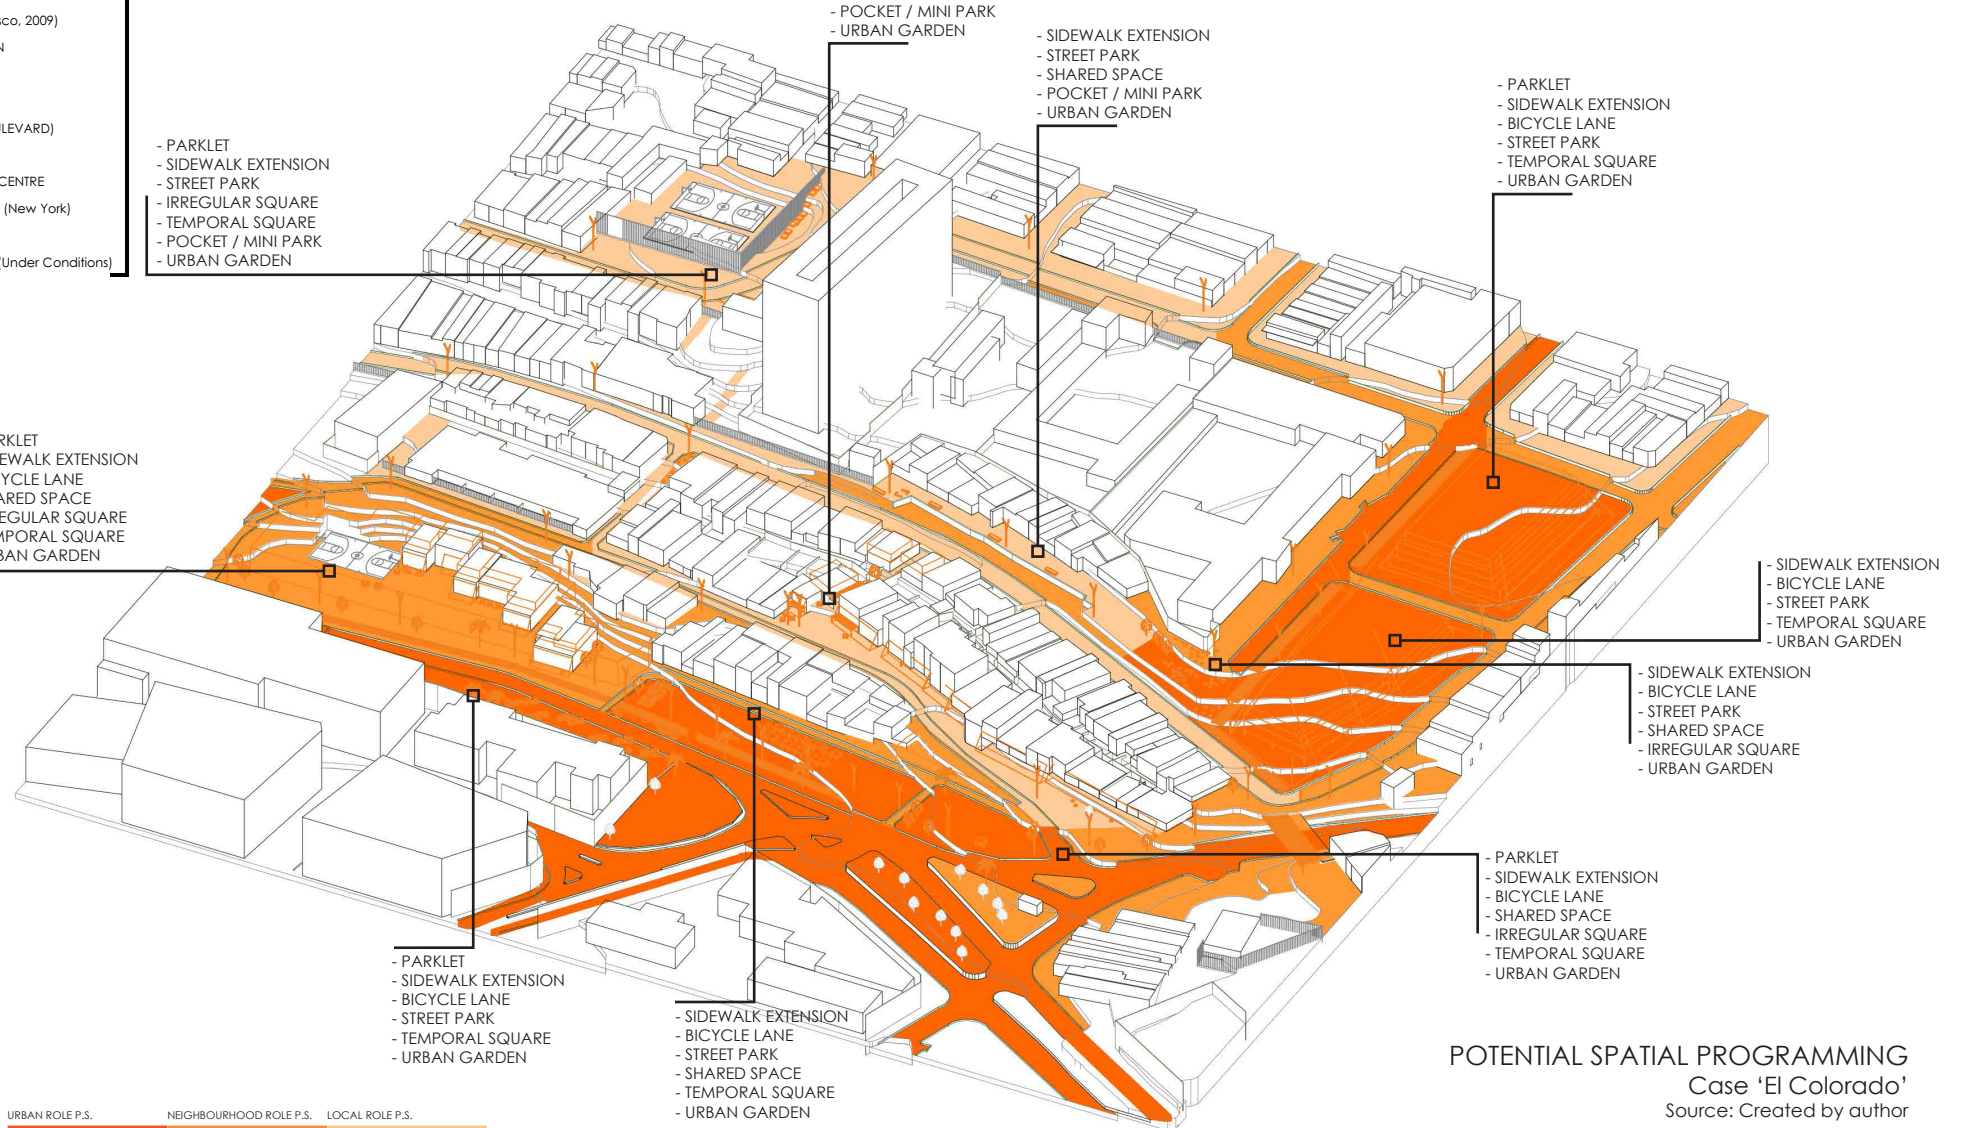 sco, 2009)
N
ULEVARD)
CENTRE
(New York)
(Under Conditions)
- PARKLET
- SIDEWALK EXTENSION
- STREET PARK
- IRREGULAR SQUARE
- TEMPORAL SQUARE
- POCKET / MINI PARK
- URBAN GARDEN
- POCKET / MINI PARK
- URBAN GARDEN
- SIDEWALK EXTENSION
- STREET PARK
- SHARED SPACE
- POCKET / MINI PARK
- URBAN GARDEN
- PARKLET
- SIDEWALK EXTENSION
- BICYCLE LANE
- STREET PARK
- TEMPORAL SQUARE
- URBAN GARDEN
RKLET
EWALK EXTENSION
YCLE LANE
ARED SPACE
EGULAR SQUARE
MPORAL SQUARE
BAN GARDEN
- SIDEWALK EXTENSION
- BICYCLE LANE
- STREET PARK
- TEMPORAL SQUARE
- URBAN GARDEN
- SIDEWALK EXTENSION
- BICYCLE LANE
- STREET PARK
- SHARED SPACE
- IRREGULAR SQUARE
- URBAN GARDEN
- PARKLET
- SIDEWALK EXTENSION
- BICYCLE LANE
- SHARED SPACE
- IRREGULAR SQUARE
- TEMPORAL SQUARE
- URBAN GARDEN
- PARKLET
- SIDEWALK EXTENSION
- BICYCLE LANE
- STREET PARK
- TEMPORAL SQUARE
- URBAN GARDEN
- SIDEWALK EXTENSION
- BICYCLE LANE
- STREET PARK
- SHARED SPACE
- TEMPORAL SQUARE
- URBAN GARDEN
POTENTIAL SPATIAL PROGRAMMING
Case 'El Colorado'
Source: Created by author
URBAN ROLE P.S. NEIGHBOURHOOD ROLE P.S. LOCAL ROLE P.S.